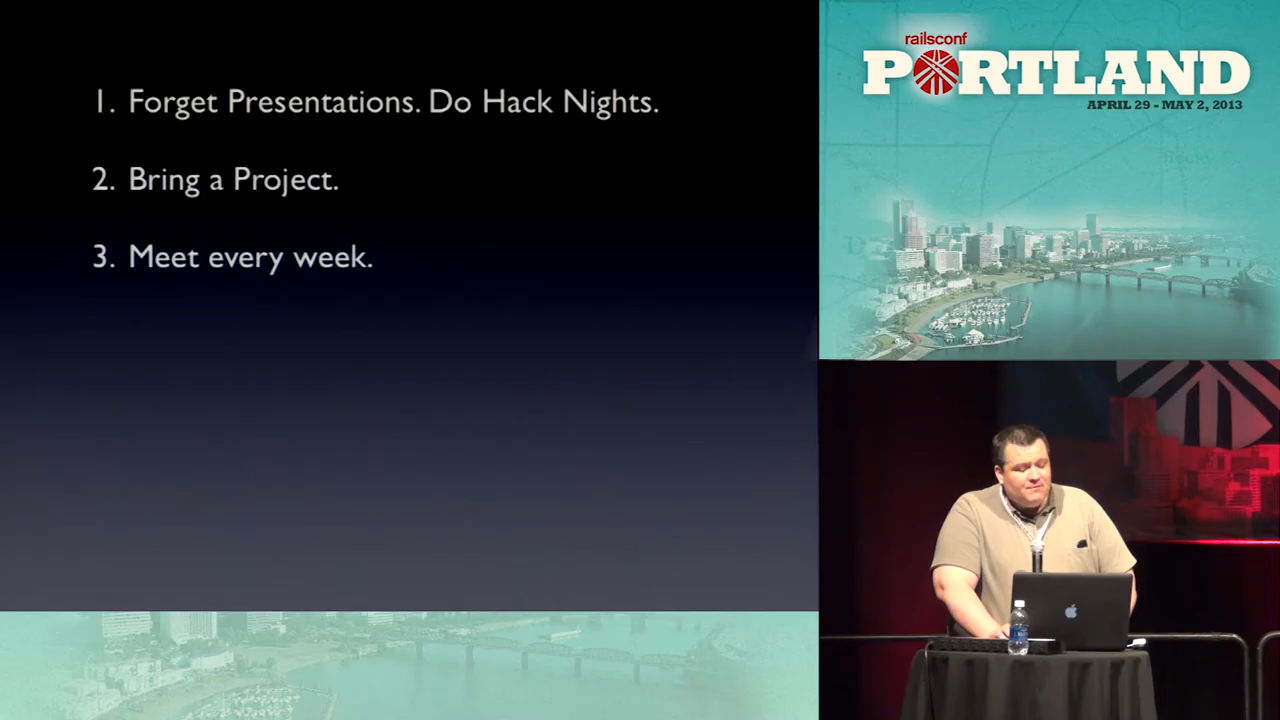 1. Forget Presentations. Do Hack Nights.
2. Bring a Project.
3. Meet every week.
railsconf
PORTLAND
APRIL 29 - MAY 2, 2013